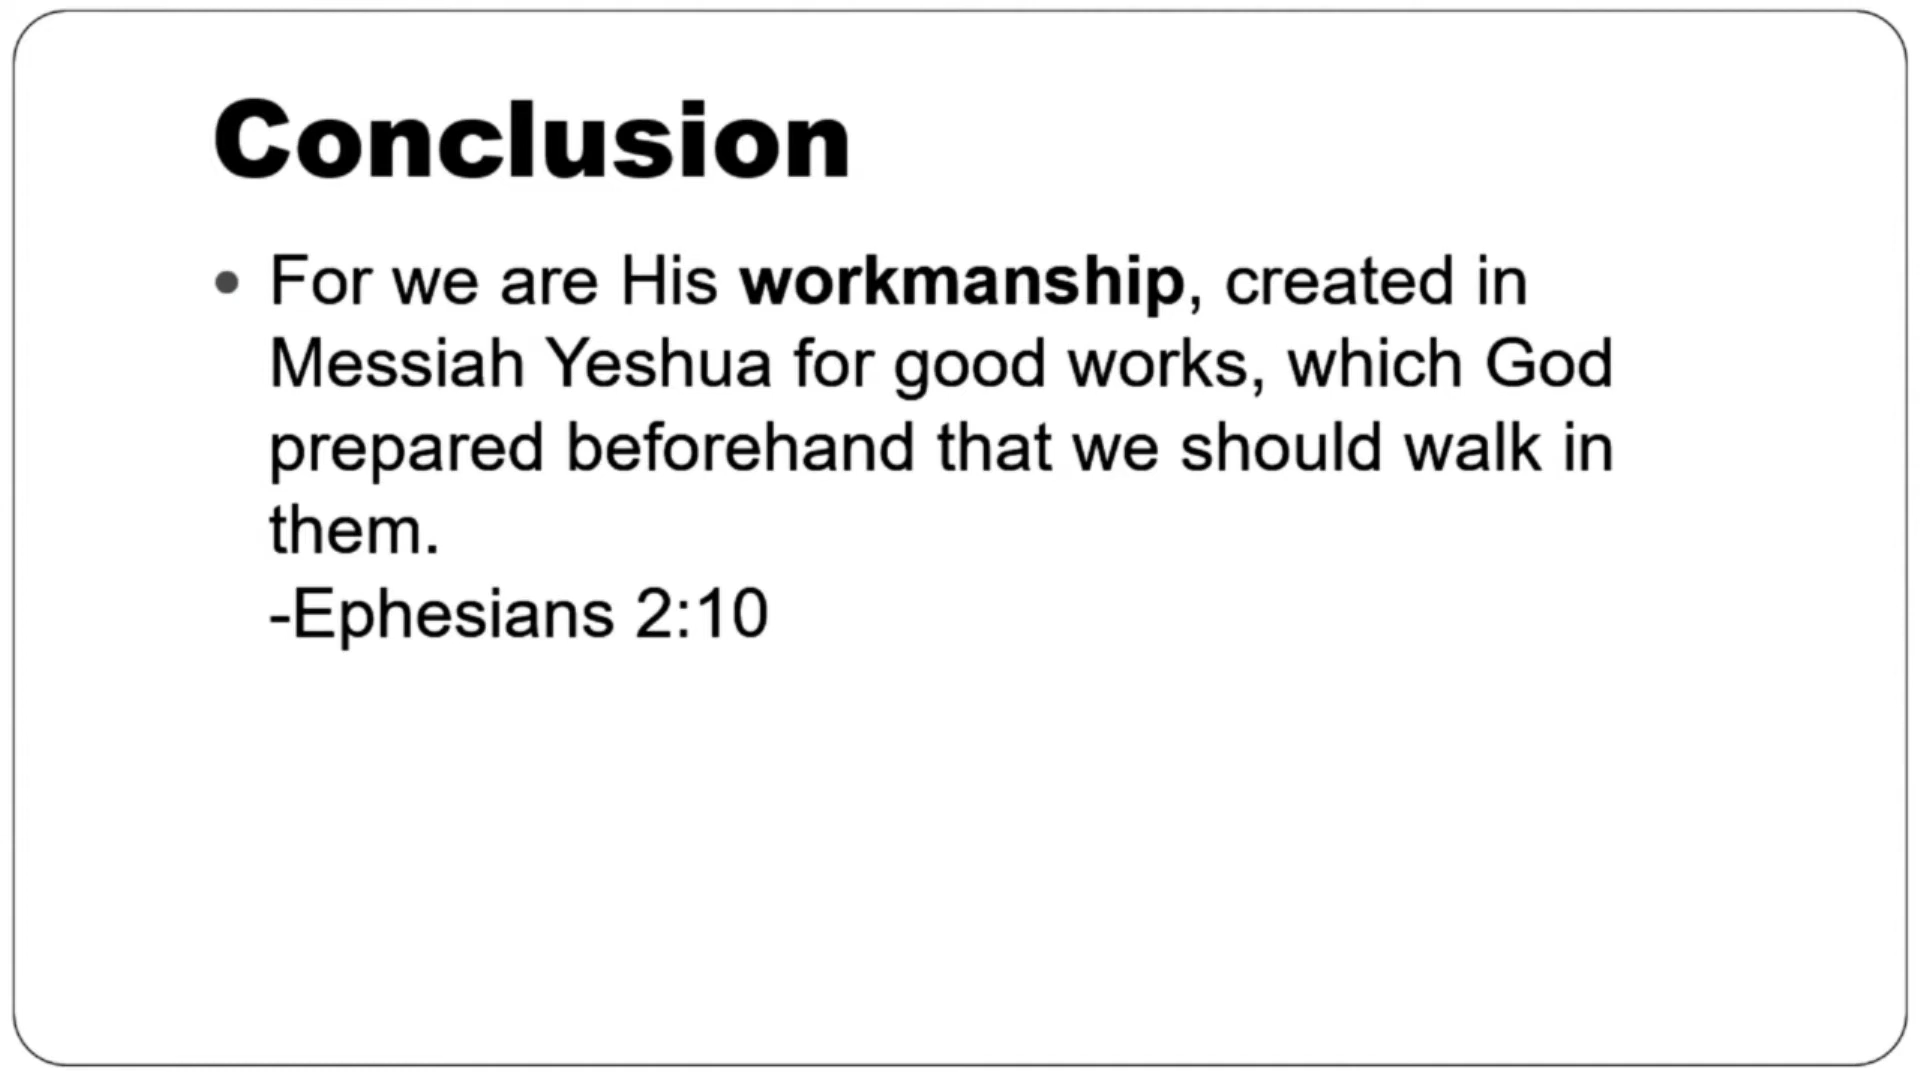 Conclusion
• For we are His workmanship, created in
Messiah Yeshua for good works, which God
prepared beforehand that we should walk in
them.
-Ephesians 2:10